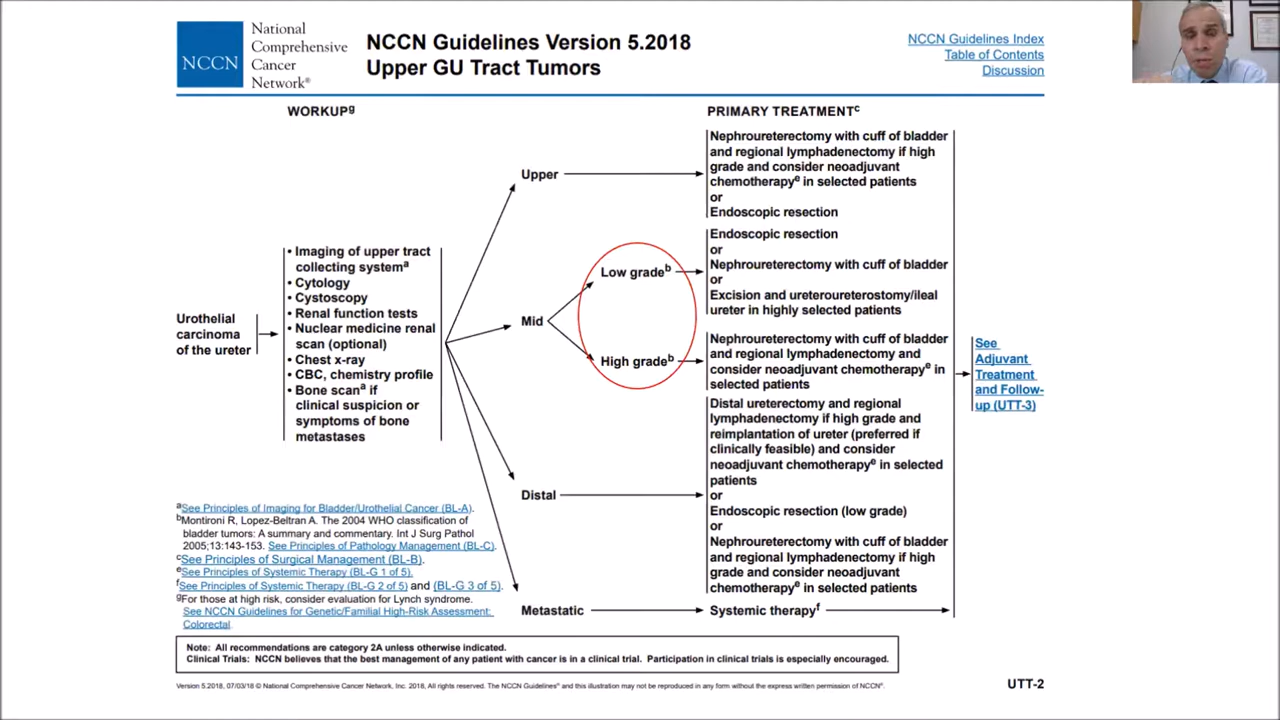 NCCN
National
Comprehensive
Cancer
Network®
NCCN Guidelines Version 5.2018
Upper GU Tract Tumors
NCCN Guidelines Index
Table of Contents
Discussion
WORKUPg
PRIMARY TREATMENTc
Urothelial
carcinoma
of the ureter
• Imaging of upper tract
collecting systema
• Cytology
• Cystoscopy
• Renal function tests
• Nuclear medicine renal
scan (optional)
• Chest x-ray
• CBC, chemistry profile
• Bone scana if
clinical suspicion or
symptoms of bone
metastases
Upper
Nephroureterectomy with cuff of bladder
and regional lymphadenectomy if high
grade and consider neoadjuvant
chemotherapye in selected patients
or
Endoscopic resection
Mid
Low gradeb
Endoscopic resection
or
Nephroureterectomy with cuff of bladder
or
Excision and ureteroureterostomy/ileal
ureter in highly selected patients
High gradeb
Nephroureterectomy with cuff of bladder
and regional lymphadenectomy and
consider neoadjuvant chemotherapye in
selected patients
Distal
Distal ureterectomy and regional
lymphadenectomy if high grade and
reimplantation of ureter (preferred if
clinically feasible) and consider
neoadjuvant chemotherapye in selected
patients
or
Endoscopic resection (low grade)
or
Nephroureterectomy with cuff of bladder
and regional lymphadenectomy if high
grade and consider neoadjuvant
chemotherapye in selected patients
Metastatic
Systemic therapyf
See
Adjuvant
Treatment
and Follow-
up (UTT-3)
aSee Principles of Imaging for Bladder/Urothelial Cancer (BL-A).
bMontironi R, Lopez-Beltran A. The 2004 WHO classification of
bladder tumors: A summary and commentary. Int J Surg Pathol
2005;13:143-153. See Principles of Pathology Management (BL-C).
cSee Principles of Surgical Management (BL-B).
eSee Principles of Systemic Therapy (BL-G 1 of 5).
fSee Principles of Systemic Therapy (BL-G 2 of 5) and (BL-G 3 of 5).
gFor those at high risk, consider evaluation for Lynch syndrome.
See NCCN Guidelines for Genetic/Familial High-Risk Assessment:
Colorectal
Note: All recommendations are category 2A unless otherwise indicated.
Clinical Trials: NCCN believes that the best management of any patient with cancer is in a clinical trial. Participation in clinical trials is especially encouraged.
Version 5.2018, 07/03/18 © National Comprehensive Cancer Network, Inc. 2018, All rights reserved. The NCCN Guidelines® and this illustration may not be reproduced in any form without the express written permission of NCCN®.
UTT-2